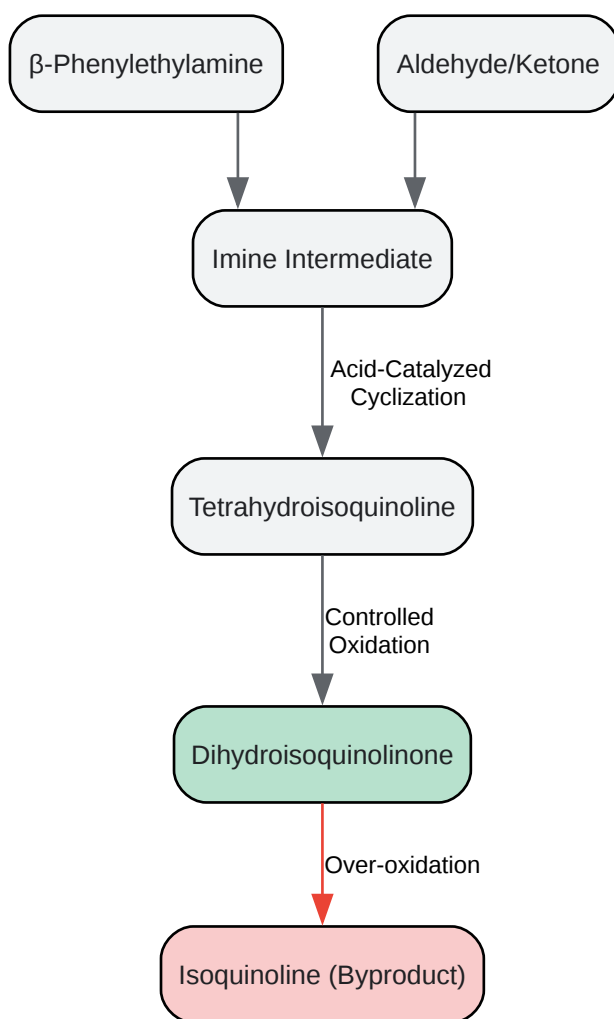 β-Phenylethylamine
Aldehyde/Ketone
Imine Intermediate
Acid-Catalyzed
Cyclization
Tetrahydroisoquinoline
Controlled
Oxidation
Dihydroisoquinolinone
Over-oxidation
Isoquinoline (Byproduct)